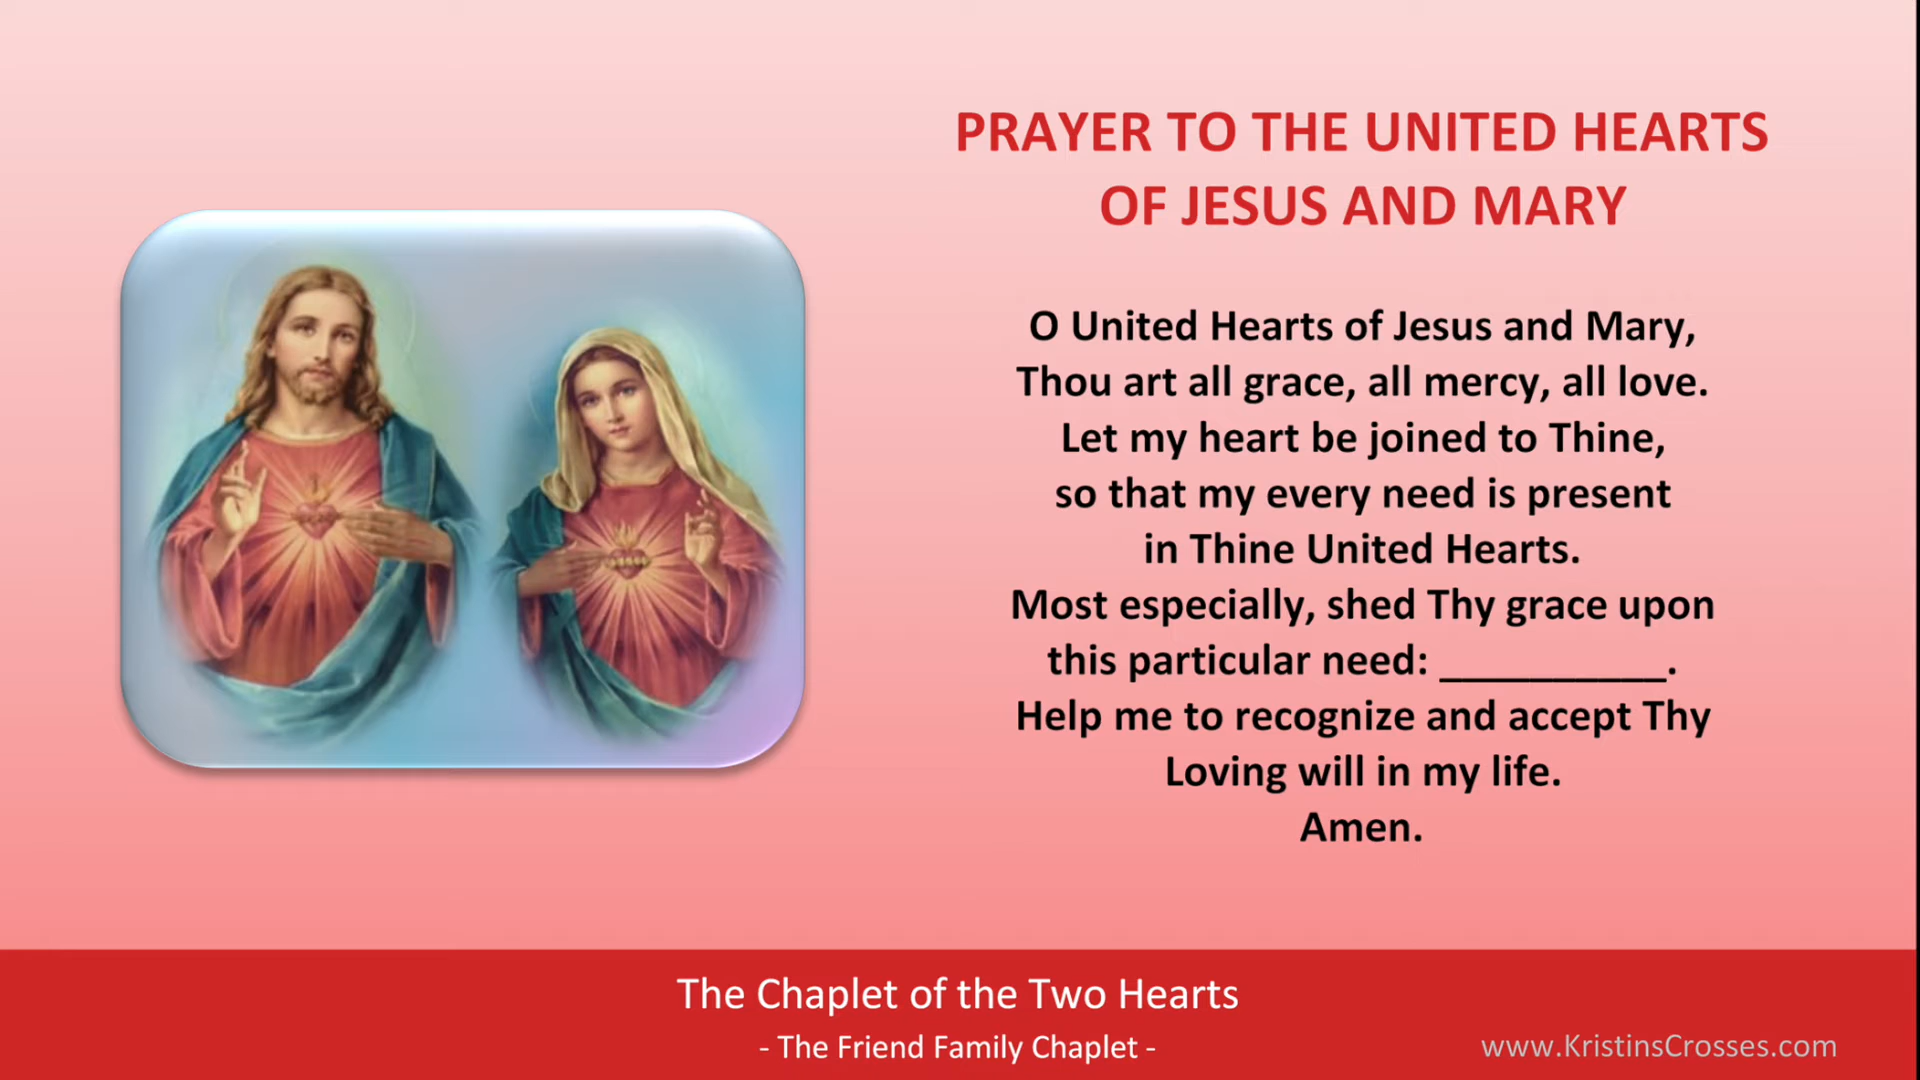 PRAYER TO THE UNITED HEARTS
OF JESUS AND MARY
O United Hearts of Jesus and Mary,
Thou art all grace, all mercy, all love.
Let my heart be joined to Thine,
so that my every need is present
in Thine United Hearts.
Most especially, shed Thy grace upon
this particular need: __________.
Help me to recognize and accept Thy
Loving will in my life.
Amen.
The Chaplet of the Two Hearts
- The Friend Family Chaplet -
www.KristinsCrosses.com